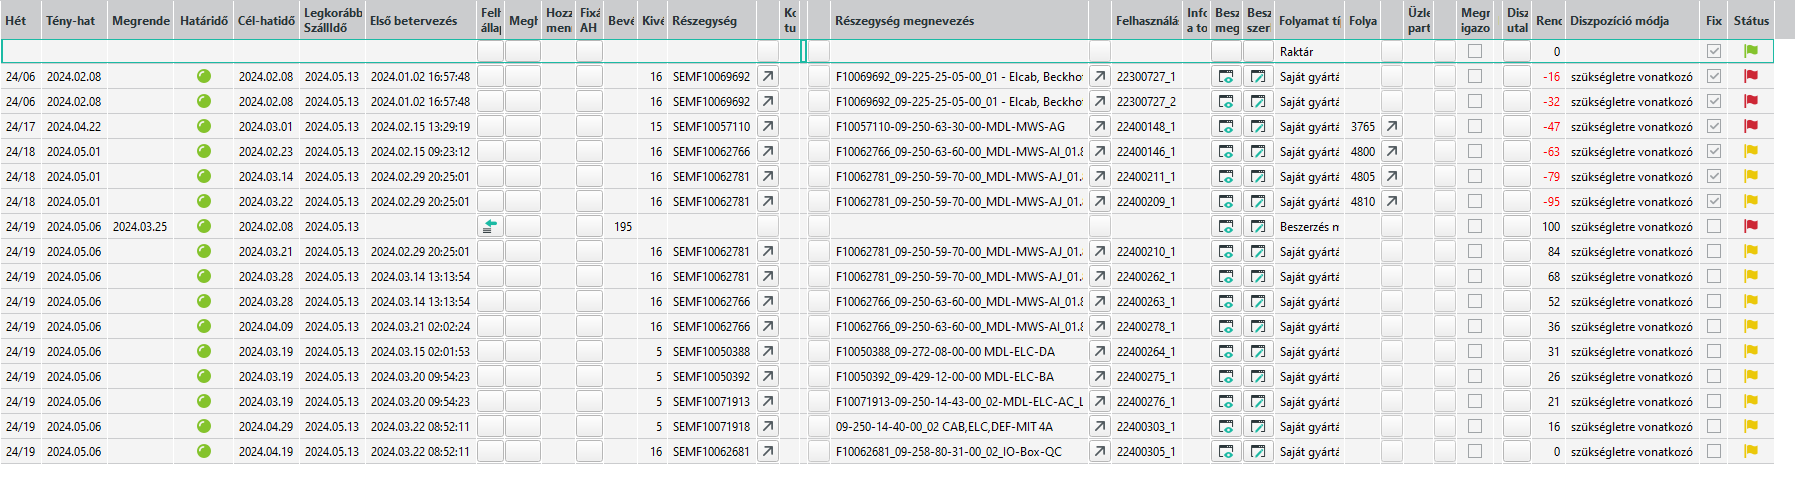 Hét Tény-hat Megrende Határidő Cél-hatidő Legkorább SzállIdő Első betervezés Felh állap Megh Hozz menn Fixá AH Bevé Kivé Részegység Ko tu Részegység megnevezés Felhasználás Info a to Besz meg Besz szer Folyamat típ Folya Üzle part Megr igazo Disz utal Renc Diszpozíció módja Fix Státus
Raktár 0
24/06 2024.02.08 2024.02.08 2024.05.13 2024.01.02 16:57:48 16 SEMF10069692 F10069692_09-225-25-05-00_01 - Elcab, Beckhof 22300727_1 Saját gyártá -16 szükségletre vonatkozó
24/06 2024.02.08 2024.02.08 2024.05.13 2024.01.02 16:57:48 16 SEMF10069692 F10069692_09-225-25-05-00_01 - Elcab, Beckhof 22300727_2 Saját gyártá -32 szükségletre vonatkozó
24/17 2024.04.22 2024.03.01 2024.05.13 2024.02.15 13:29:19 15 SEMF10057110 F10057110-09-250-63-30-00-MDL-MWS-AG 22400148_1 Saját gyártá 3765 -47 szükségletre vonatkozó
24/18 2024.05.01 2024.02.23 2024.05.13 2024.02.15 09:23:12 16 SEMF10062766 F10062766_09-250-63-60-00_MDL-MWS-AI_01.8 22400146_1 Saját gyártá 4800 -63 szükségletre vonatkozó
24/18 2024.05.01 2024.03.14 2024.05.13 2024.02.29 20:25:01 16 SEMF10062781 F10062781_09-250-59-70-00_MDL-MWS-AJ_01. 22400211_1 Saját gyártá 4805 -79 szükségletre vonatkozó
24/18 2024.05.01 2024.03.22 2024.05.13 2024.02.29 20:25:01 16 SEMF10062781 F10062781_09-250-59-70-00_MDL-MWS-AJ_01. 22400209_1 Saját gyártá 4810 -95 szükségletre vonatkozó
24/19 2024.05.06 2024.03.25 2024.02.08 2024.05.13 195 Beszerzés m 100 szükségletre vonatkozó
24/19 2024.05.06 2024.03.21 2024.05.13 2024.02.29 20:25:01 16 SEMF10062781 F10062781_09-250-59-70-00_MDL-MWS-AJ_01. 22400210_1 Saját gyártá 84 szükségletre vonatkozó
24/19 2024.05.06 2024.03.28 2024.05.13 2024.03.14 13:13:54 16 SEMF10062781 F10062781_09-250-59-70-00_MDL-MWS-AJ_01. 22400262_1 Saját gyártá 68 szükségletre vonatkozó
24/19 2024.05.06 2024.03.28 2024.05.13 2024.03.14 13:13:54 16 SEMF10062766 F10062766_09-250-63-60-00_MDL-MWS-AI_01.8 22400263_1 Saját gyártá 52 szükségletre vonatkozó
24/19 2024.05.06 2024.04.09 2024.05.13 2024.03.21 02:02:24 16 SEMF10062766 F10062766_09-250-63-60-00_MDL-MWS-AI_01.8 22400278_1 Saját gyártá 36 szükségletre vonatkozó
24/19 2024.05.06 2024.03.19 2024.05.13 2024.03.15 02:01:53 5 SEMF10050388 F10050388_09-272-08-00-00 MDL-ELC-DA 22400264_1 Saját gyártá 31 szükségletre vonatkozó
24/19 2024.05.06 2024.03.19 2024.05.13 2024.03.20 09:54:23 5 SEMF10050392 F10050392_09-429-12-00-00 MDL-ELC-BA 22400275_1 Saját gyártá 26 szükségletre vonatkozó
24/19 2024.05.06 2024.03.19 2024.05.13 2024.03.20 09:54:23 5 SEMF10071913 F10071913-09-250-14-43-00_02-MDL-ELC-AC_L 22400276_1 Saját gyártá 21 szükségletre vonatkozó
24/19 2024.05.06 2024.04.29 2024.05.13 2024.03.22 08:52:11 5 SEMF10071918 09-250-14-40-00_02 CAB,ELC,DEF-MIT 4A 22400303_1 Saját gyártá 16 szükségletre vonatkozó
24/19 2024.05.06 2024.04.19 2024.05.13 2024.03.22 08:52:11 16 SEMF10062681 F10062681_09-258-80-31-00_02_IO-Box-QC 22400305_1 Saját gyártá 0 szükségletre vonatkozó